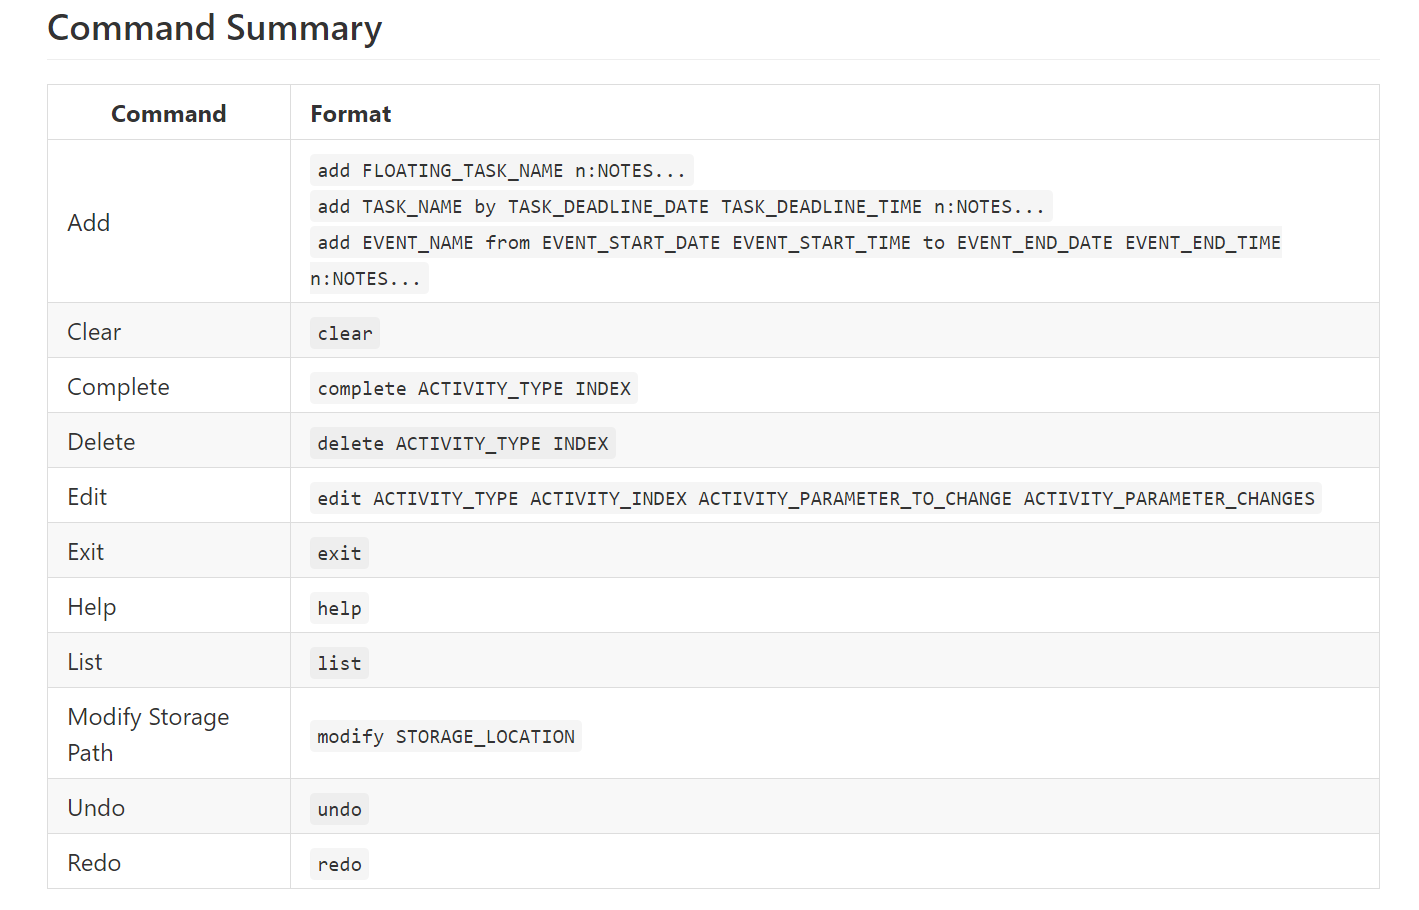 Command Summary
Command Format
Add
add FLOATING_TASK_NAME n:NOTES...
add TASK_NAME by TASK_DEADLINE_DATE TASK_DEADLINE_TIME n:NOTES...
add EVENT_NAME from EVENT_START_DATE EVENT_START_TIME to EVENT_END_DATE EVENT_END_TIME
n:NOTES...
Clear clear
Complete complete ACTIVITY_TYPE INDEX
Delete delete ACTIVITY_TYPE INDEX
Edit edit ACTIVITY_TYPE ACTIVITY_INDEX ACTIVITY_PARAMETER_TO_CHANGE ACTIVITY_PARAMETER_CHANGES
Exit exit
Help help
List list
Modify Storage
Path
modify STORAGE_LOCATION
Undo undo
Redo redo